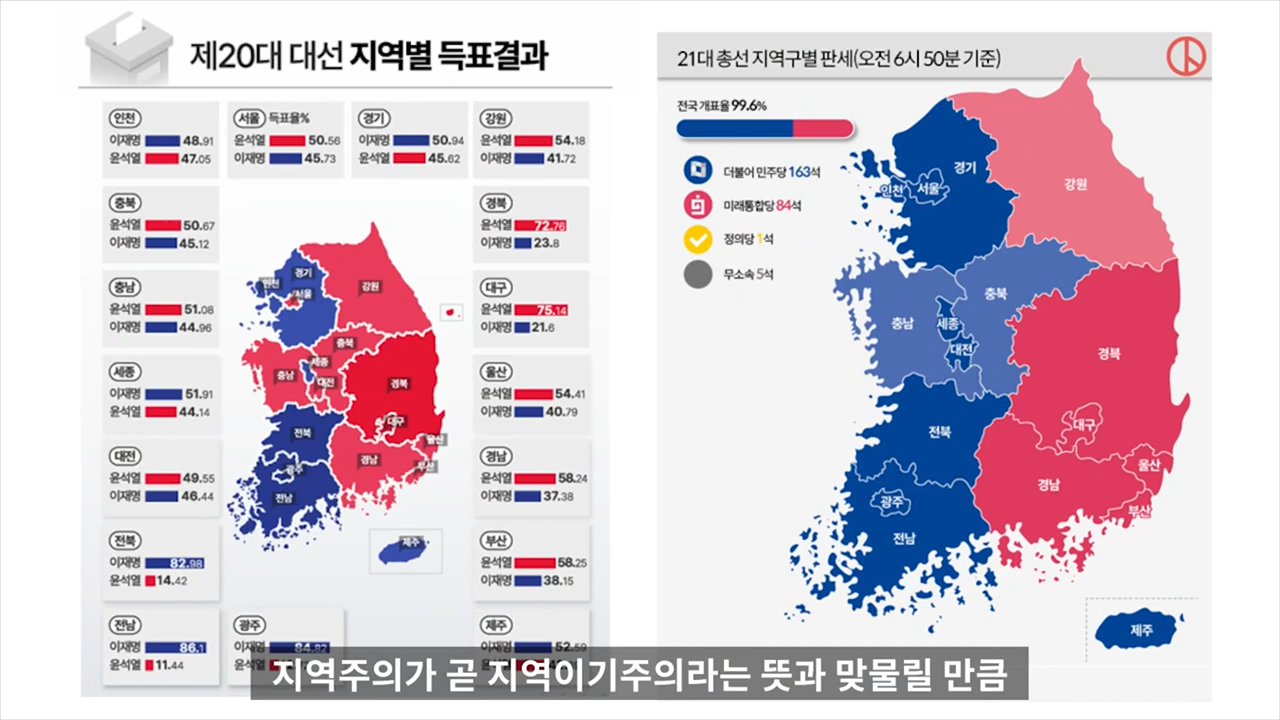 제20대 대선 지역별 득표결과
인천
이재명 48.91
윤석열 47.05
서울 득표율%
윤석열 50.56
이재명 45.73
경기
이재명 50.94
윤석열 45.62
강원
윤석열 54.18
이재명 41.72
충북
윤석열 50.67
이재명 45.12
경북
윤석열 72.76
이재명 23.8
충남
윤석열 51.08
이재명 44.96
대구
윤석열 75.14
이재명 21.6
세종
이재명 51.91
윤석열 44.14
울산
윤석열 54.41
이재명 40.79
대전
윤석열 49.55
이재명 46.44
경남
윤석열 58.24
이재명 37.38
전북
이재명 82.98
윤석열 14.42
부산
윤석열 58.25
이재명 38.15
전남
이재명 86.1
윤석열 11.44
광주
이재명 84.82
윤석열
제주
이재명 52.59
경기
인천
서울
강원
충북
세종
충남
대전
경북
대구
전북
울산
경남
부산
광주
전남
제주
21대 총선 지역구별 판세(오전 6시 50분 기준)
전국 개표율 99.6%
더불어 민주당 163석
미래통합당 84석
정의당 1석
무소속 5석
경기
강원
인천
서울
충북
충남
세종
대전
경북
전북
대구
울산
경남
광주
부산
전남
제주
지역주의가 곧 지역이기주의라는 뜻과 맞물릴 만큼